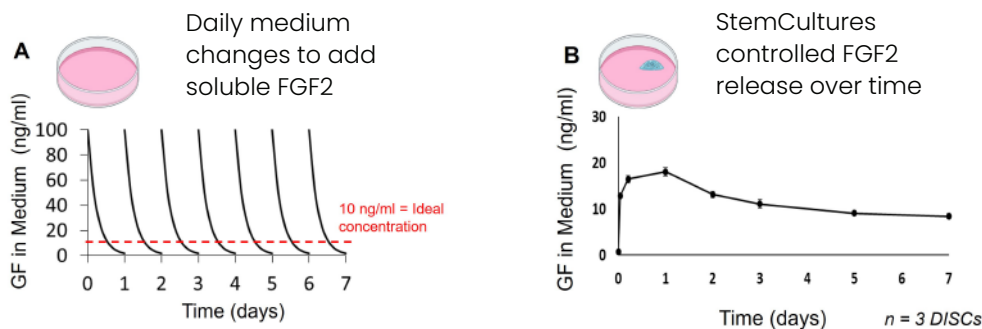 A
Daily medium
changes to add
soluble FGF2
GF in Medium (ng/ml)
100
80
60
40
20
0
10 ng/ml = Ideal
concentration
0 1 2 3 4 5 6 7
Time (days)
B
StemCultures
controlled FGF2
release over time
GF in Medium (ng/ml)
30
20
10
0
0 1 2 3 4 5 6 7
Time (days)
n = 3 DISCs